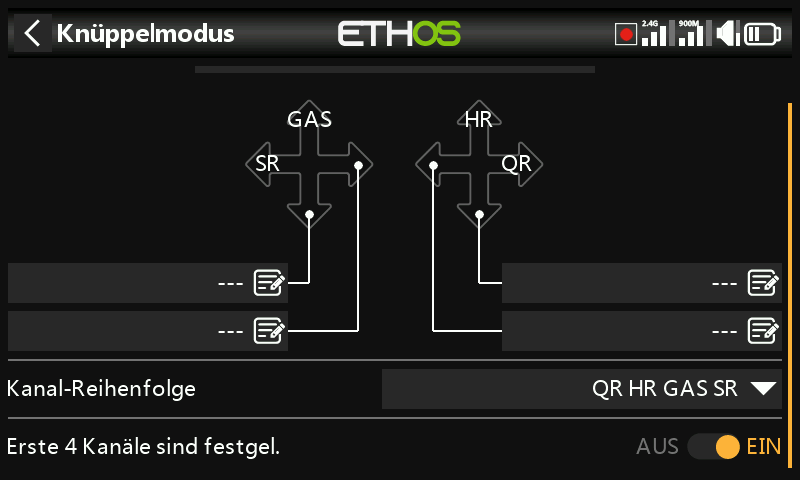 Knüppelmodus ETHOS 2.4G 900M
GAS HR
SR QR
--- ---
--- ---
Kanal-Reihenfolge QR HR GAS SR
Erste 4 Kanäle sind festgel. AUS EIN